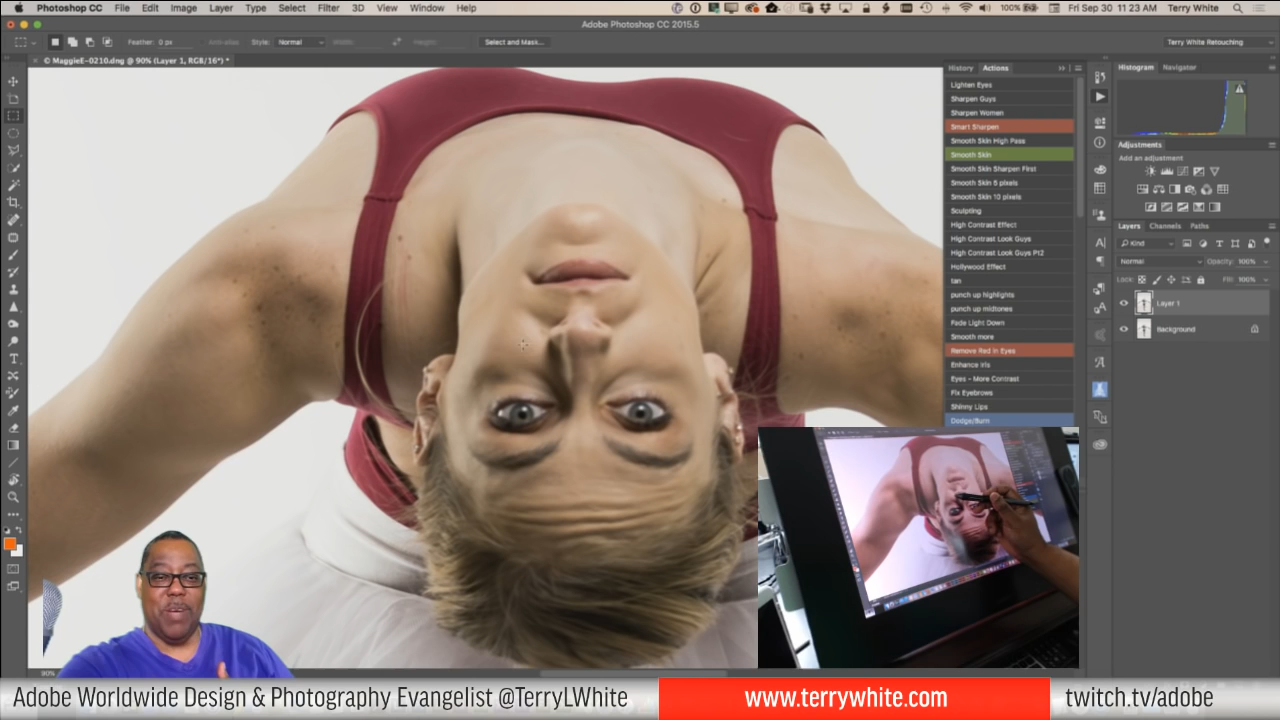 Photoshop CC File Edit Image Layer Type Select Filter 3D View Window Help 100% Fri Sep 30 11:23 AM Terry White
Adobe Photoshop CC 2015.5
Feather: 0 px Anti-alias Style: Normal Width: Height: Select and Mask... Terry White Retouching
© MaggieE-0210.dng @ 90% (Layer 1, RGB/16*) *
History Actions
Histogram Navigator
Lighten Eyes
Sharpen Guys
Sharpen Women
Smart Sharpen
Smooth Skin High Pass
Smooth Skin
Smooth Skin Sharpen First
Smooth Skin 5 pixels
Smooth Skin 10 pixels
Sculpting
High Contrast Effect
High Contrast Look Guys
High Contrast Look Guys Pt2
Hollywood Effect
tan
punch up highlights
punch up midtones
Fade Light Down
Smooth more
Remove Red in Eyes
Enhance Iris
Eyes - More Contrast
Fix Eyebrows
Shinny Lips
Dodge/Burn
Adjustments
Add an adjustment
Layers Channels Paths
Kind
Normal Opacity: 100%
Lock: Fill: 100%
Layer 1
Background
90%
Adobe Worldwide Design & Photography Evangelist @TerryLWhite
www.terrywhite.com
twitch.tv/adobe